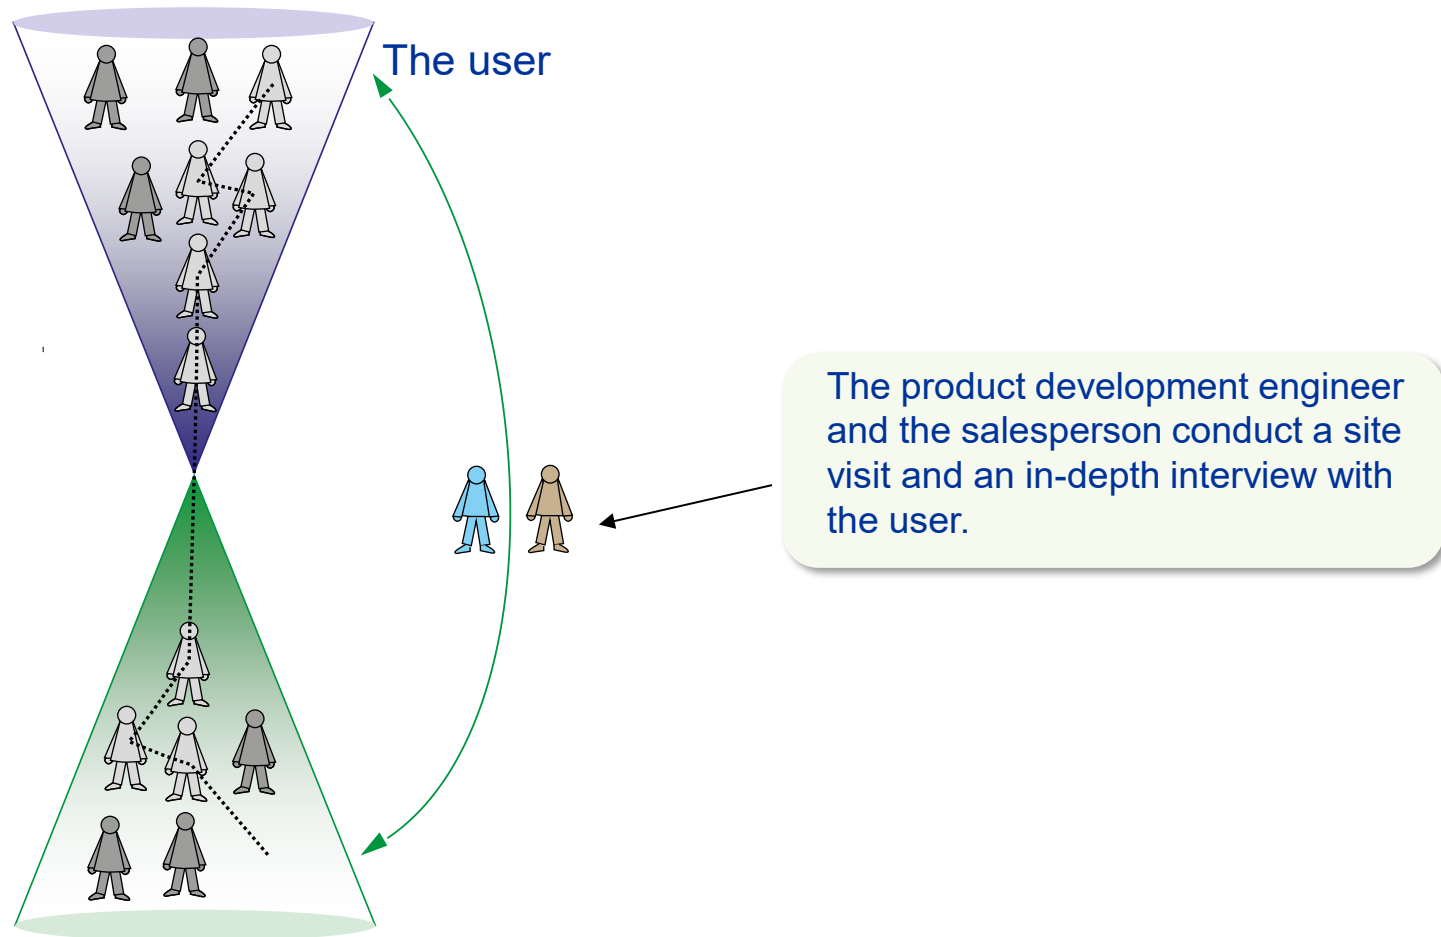 The user
The product development engineer
and the salesperson conduct a site
visit and an in-depth interview with
the user.